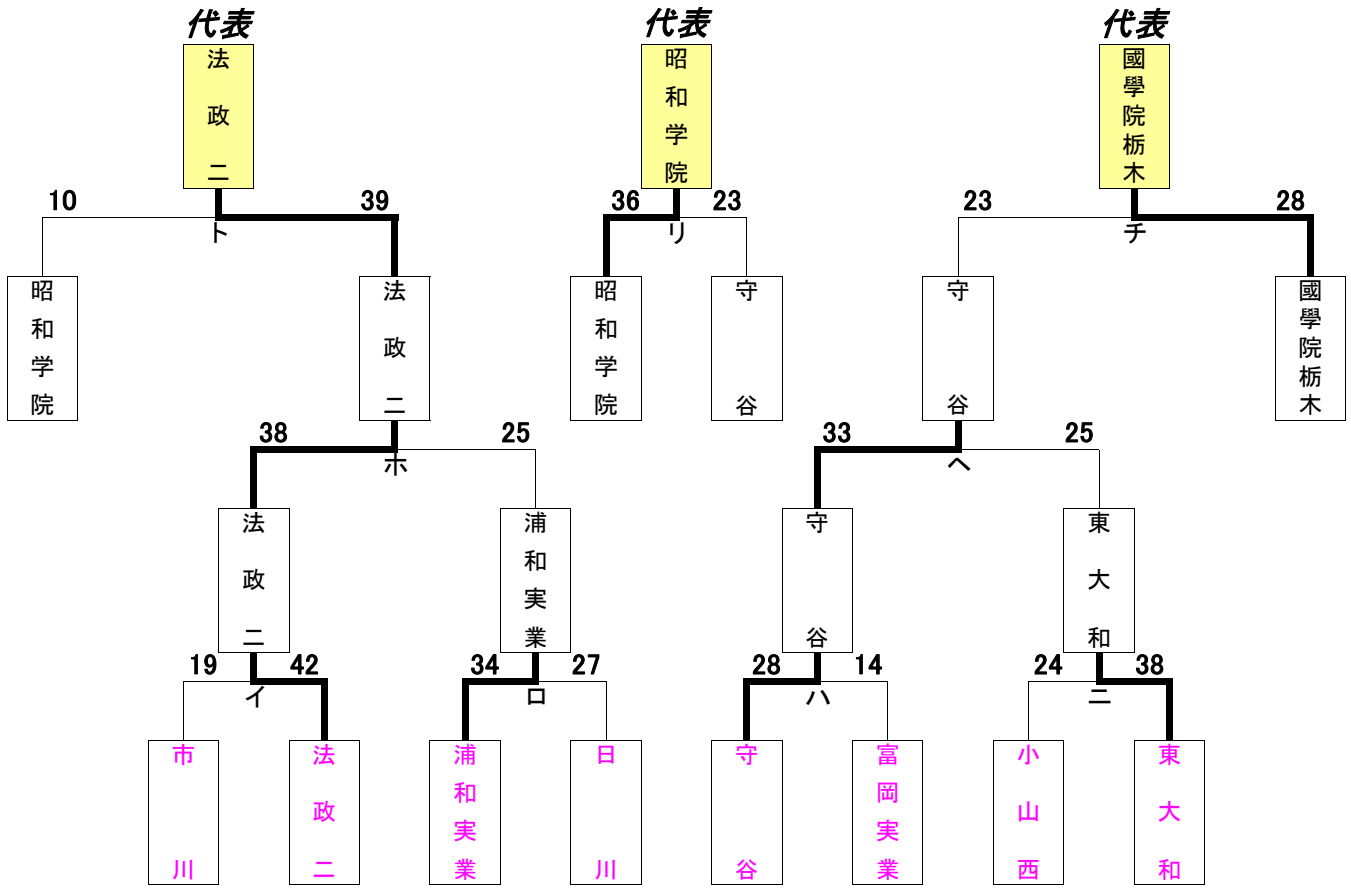 代表 代表 代表
法政二 昭和学院 國學院栃木
10 39 36 23 23 28
ト リ チ
昭和学院 法政二 昭和学院 守谷 守谷 國學院栃木
38 25 33 25
ホ ヘ
法政二 浦和実業 守谷 東大和
19 42 34 27 28 14 24 38
イ ロ ハ ニ
市川 法政二 浦和実業 日川 守谷 富岡実業 小山西 東大和